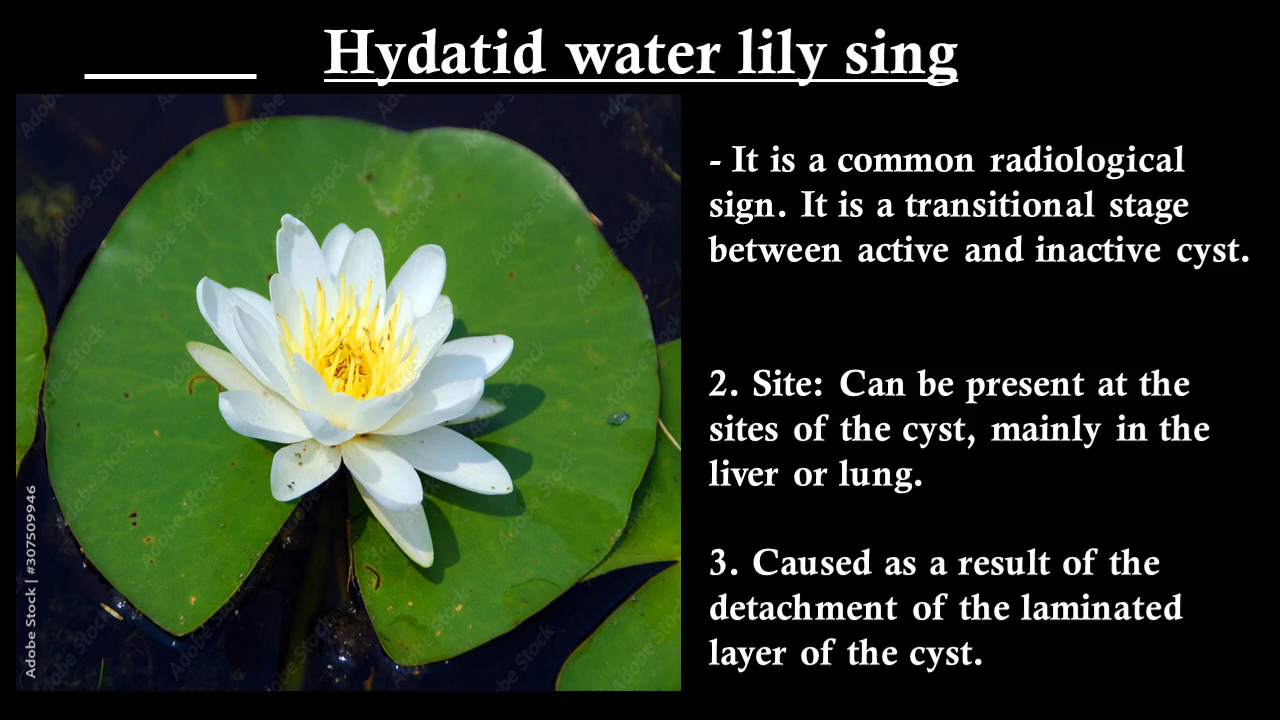 Hydatid water lily sing
- It is a common radiological
sign. It is a transitional stage
between active and inactive cyst.
2. Site: Can be present at the
sites of the cyst, mainly in the
liver or lung.
3. Caused as a result of the
detachment of the laminated
layer of the cyst.
Adobe Stock | #307509946
Adobe Stock